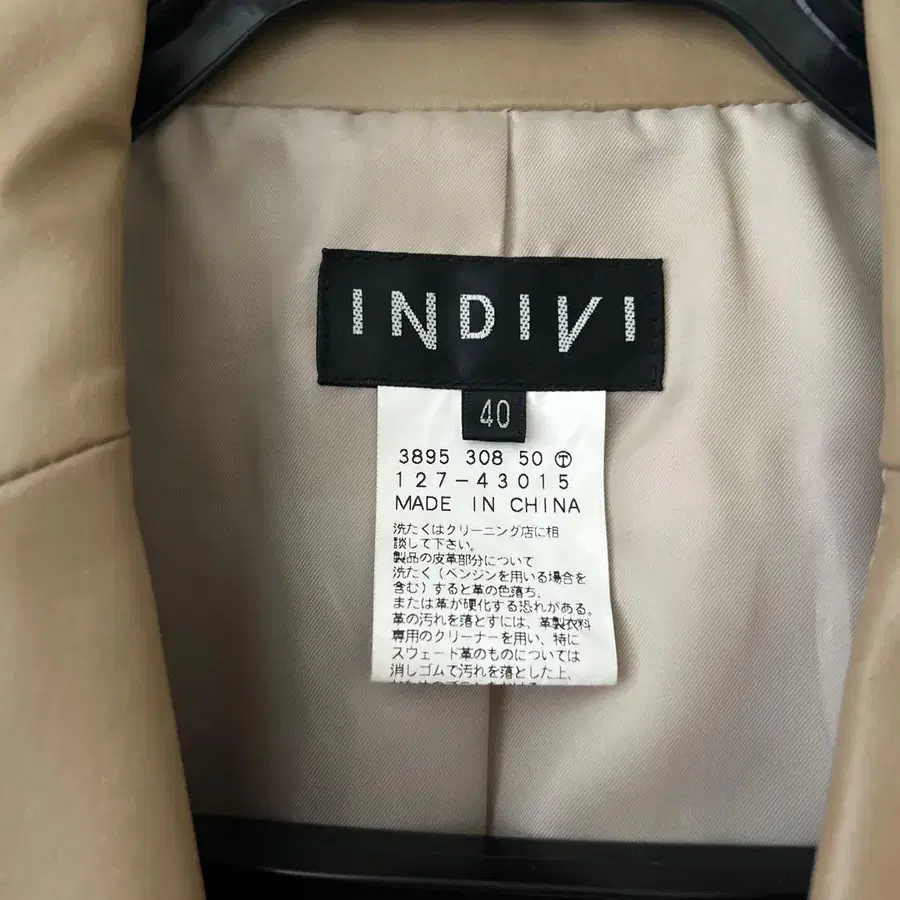 INDIVI
40
3895 308 50 Ⓣ
127-43015
MADE IN CHINA
洗たくはクリーニング店に相
談して下さい。
製品の皮革部分について
洗たく(ベンジンを用いる場合を
含む)すると革の色落ち、
または革が硬化する恐れがある。
革の汚れを落とすには、革製衣料
専用のクリーナーを用い、特に
スウェード革のものについては
消しゴムで汚れを落とした上、